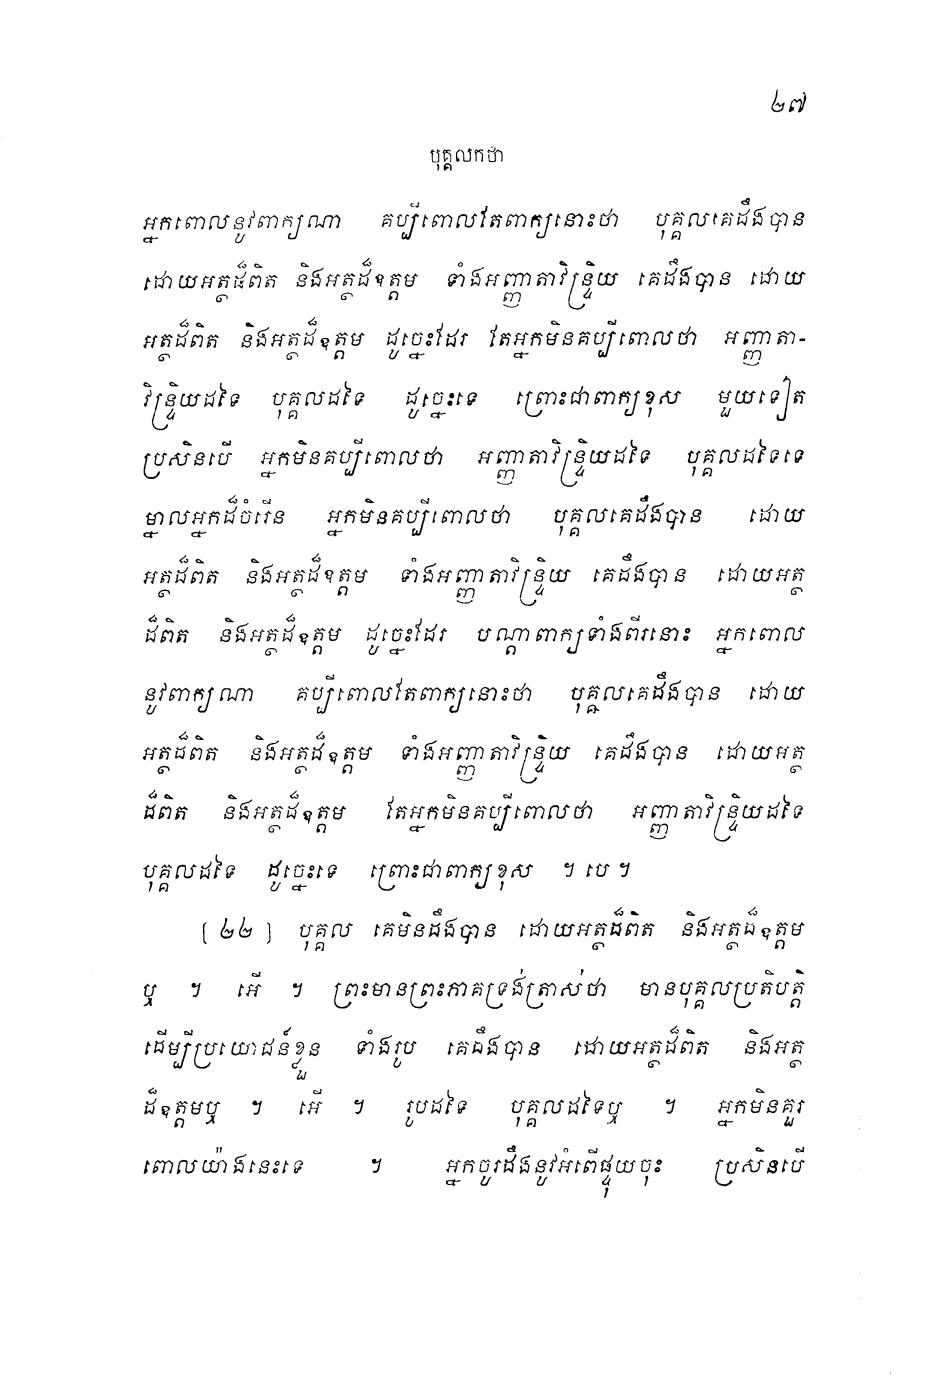 ២៧
បុគ្គលកថា
អ្នកពោលនូវពាក្យណា គប្បីពោលតែពាក្យនោះថា បុគ្គលគេដឹងបាន
ដោយអត្ថដ៏ពិត និងអត្ថដ៏ឧត្តម ទាំងអញ្ញាតាវិន្ទ្រិយ គេដឹងបាន ដោយ
អត្ថដ៏ពិត និងអត្ថដ៏ឧត្តម ដូច្នេះដែរ តែអ្នកមិនគប្បីពោលថា អញ្ញាតា-
វិន្ទ្រិយដទៃ បុគ្គលដទៃ ដូច្នេះទេ ព្រោះជាពាក្យខុស មួយទៀត
ប្រសិនបើ អ្នកមិនគប្បីពោលថា អញ្ញាតាវិន្ទ្រិយដទៃ បុគ្គលដទៃទេ
ម្នាលអ្នកដ៏ចំរើន អ្នកមិនគប្បីពោលថា បុគ្គលគេដឹងបាន ដោយ
អត្ថដ៏ពិត និងអត្ថដ៏ឧត្តម ទាំងអញ្ញាតាវិន្ទ្រិយ គេដឹងបាន ដោយអត្ថ
ដ៏ពិត និងអត្ថដ៏ឧត្តម ដូច្នេះដែរ បណ្តាពាក្យទាំងពីរនោះ អ្នកពោល
នូវពាក្យណា គប្បីពោលតែពាក្យនោះថា បុគ្គលគេដឹងបាន ដោយ
អត្ថដ៏ពិត និងអត្ថដ៏ឧត្តម ទាំងអញ្ញាតាវិន្ទ្រិយ គេដឹងបាន ដោយអត្ថ
ដ៏ពិត និងអត្ថដ៏ឧត្តម តែអ្នកមិនគប្បីពោលថា អញ្ញាតាវិន្ទ្រិយដទៃ
បុគ្គលដទៃ ដូច្នេះទេ ព្រោះជាពាក្យខុស ។ បេ ។
[ ២២ ] បុគ្គល គេមិនដឹងបាន ដោយអត្ថដ៏ពិត និងអត្ថដ៏ឧត្តម
ឬ ។ អើ ។ ព្រះមានព្រះភាគទ្រង់ត្រាស់ថា មានបុគ្គលប្រតិបត្តិ
ដើម្បីប្រយោជន៍ខ្លួន ទាំងរូប គេដឹងបាន ដោយអត្ថដ៏ពិត និងអត្ថ
ដ៏ឧត្តមឬ ។ អើ ។ រូបដទៃ បុគ្គលដទៃឬ ។ អ្នកមិនគួរ
ពោលយ៉ាងនេះទេ ។ អ្នកចូរដឹងនូវអំពើផ្ទុយចុះ ប្រសិនបើ